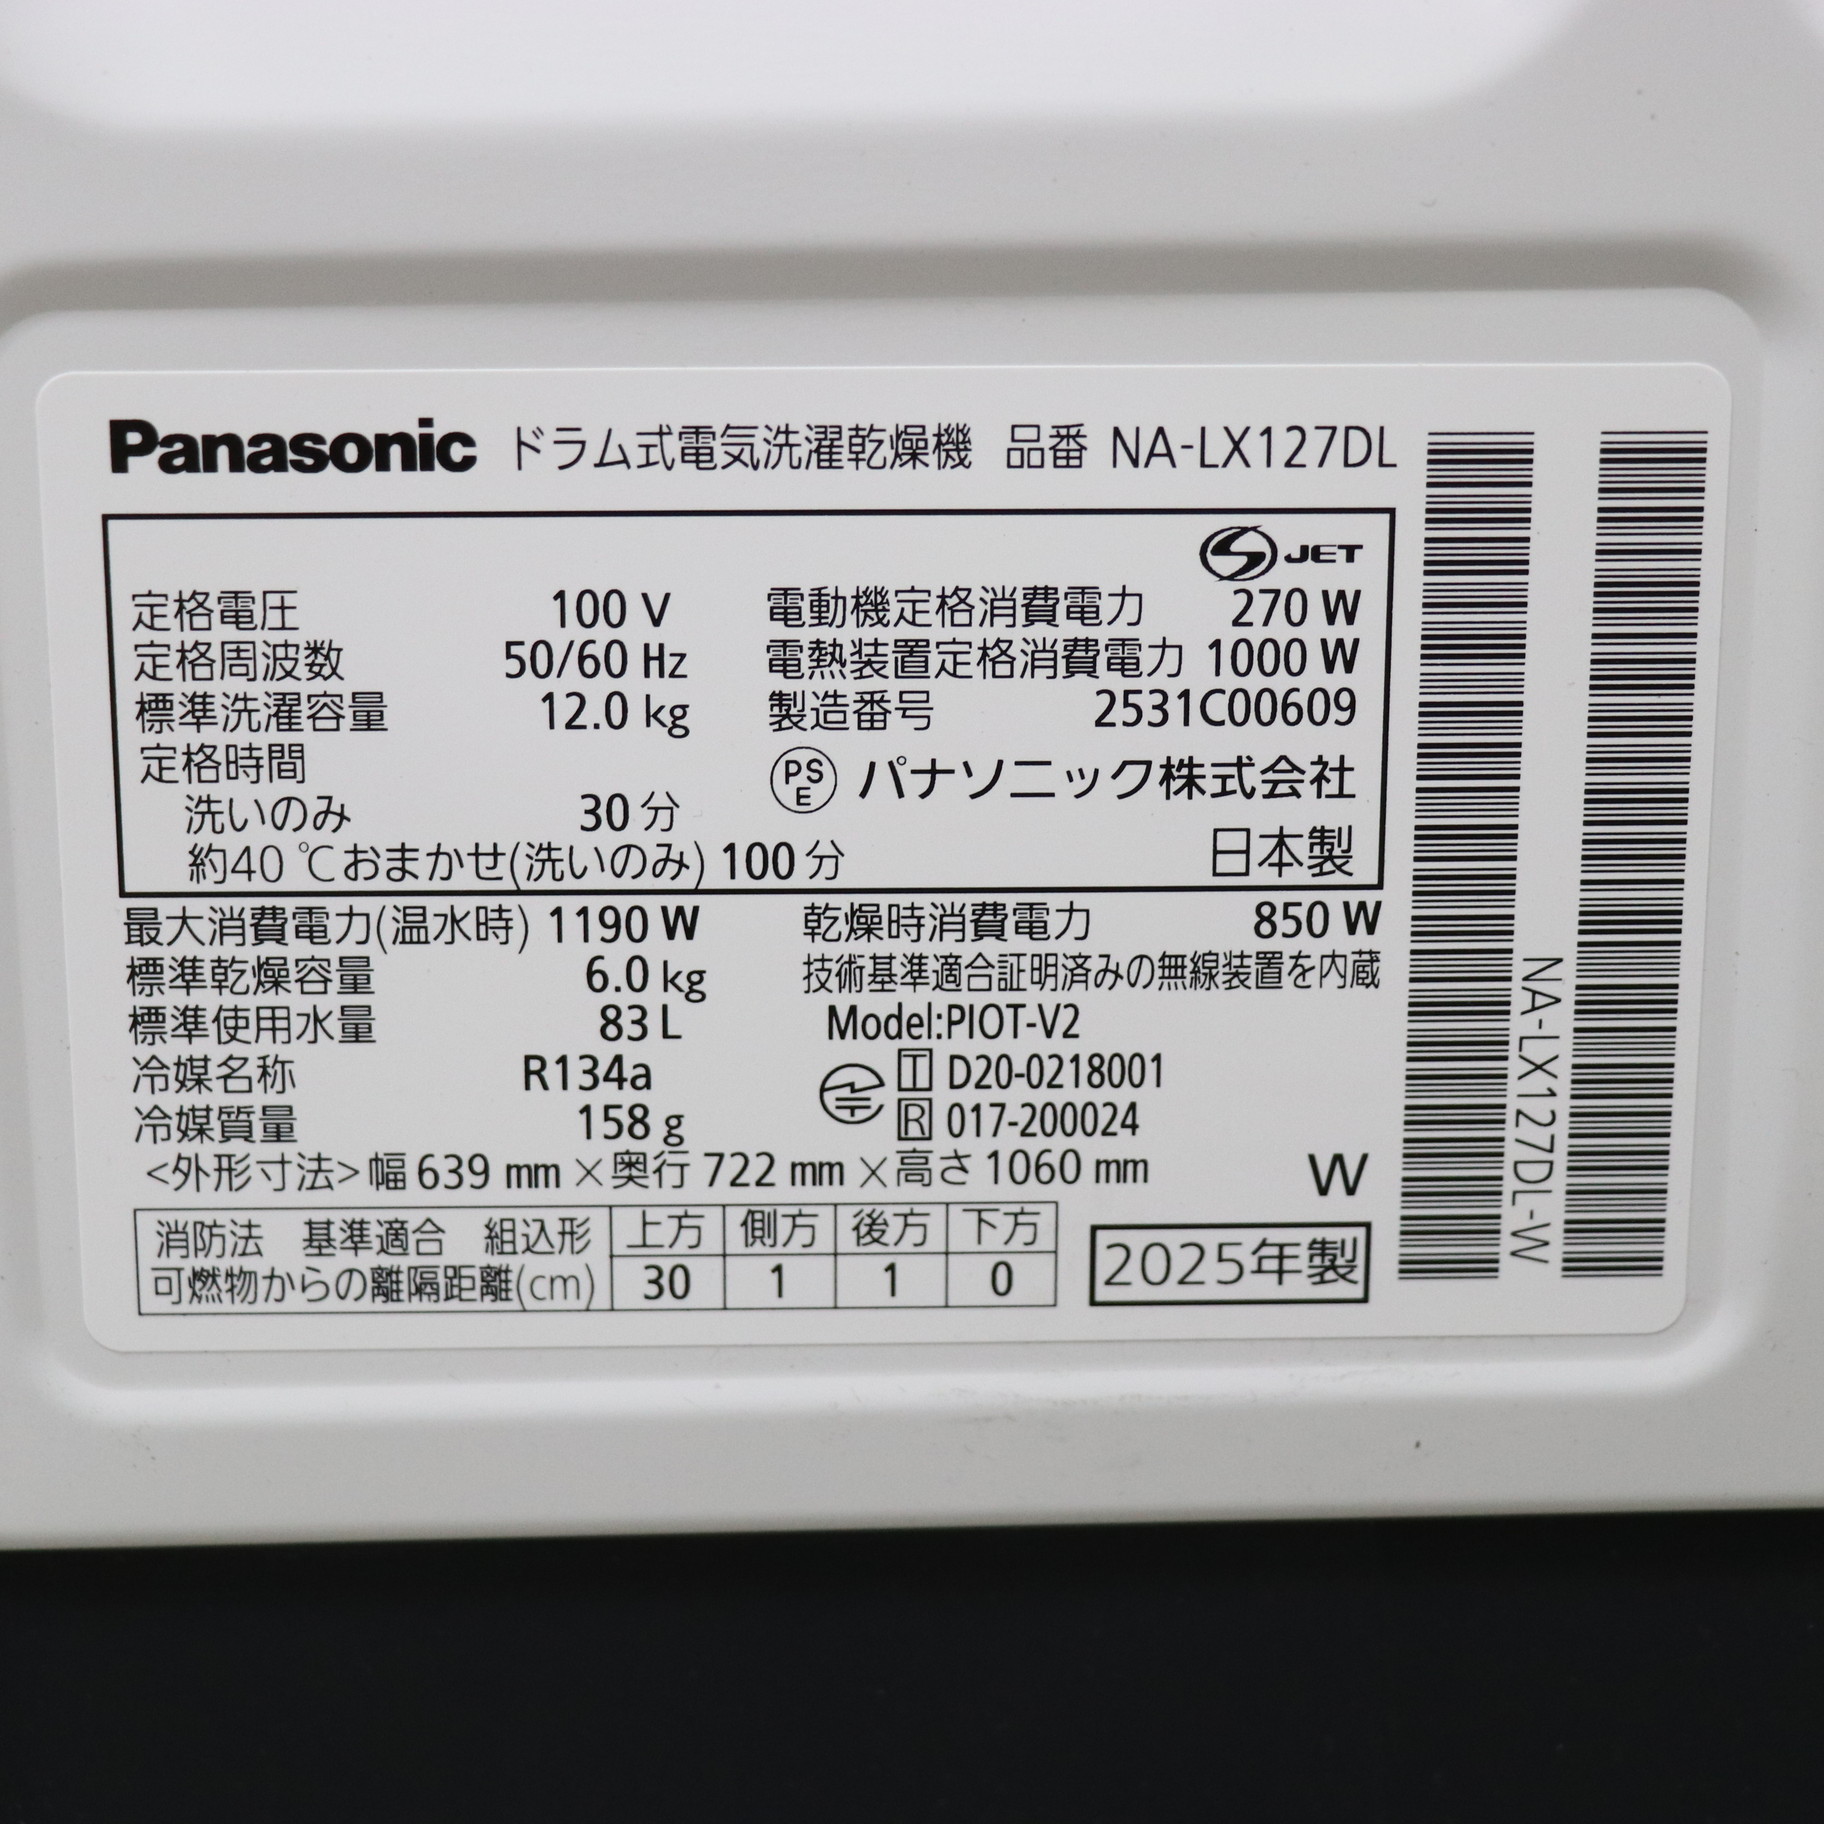 Panasonic ドラム式電気洗濯乾燥機 品番 NA-LX127DL
JET
定格電圧 100 V 電動機定格消費電力 270 W
定格周波数 50/60 Hz 電熱装置定格消費電力 1000 W
標準洗濯容量 12.0 kg 製造番号 2531C00609
定格時間
PSE パナソニック株式会社
洗いのみ 30 分
約40℃おまかせ(洗いのみ) 100 分 日本製
最大消費電力(温水時) 1190 W 乾燥時消費電力 850 W
標準乾燥容量 6.0 kg 技術基準適合証明済みの無線装置を内蔵
標準使用水量 83 L Model:PIOT-V2
冷媒名称 R134a T D20-0218001
冷媒質量 158 g R 017-200024
<外形寸法>幅 639 mm×奥行 722 mm×高さ 1060 mm W
消防法 基準適合 組込形 上方 側方 後方 下方
可燃物からの離隔距離(cm) 30 1 1 0
2025年製
NA-LX127DL-W